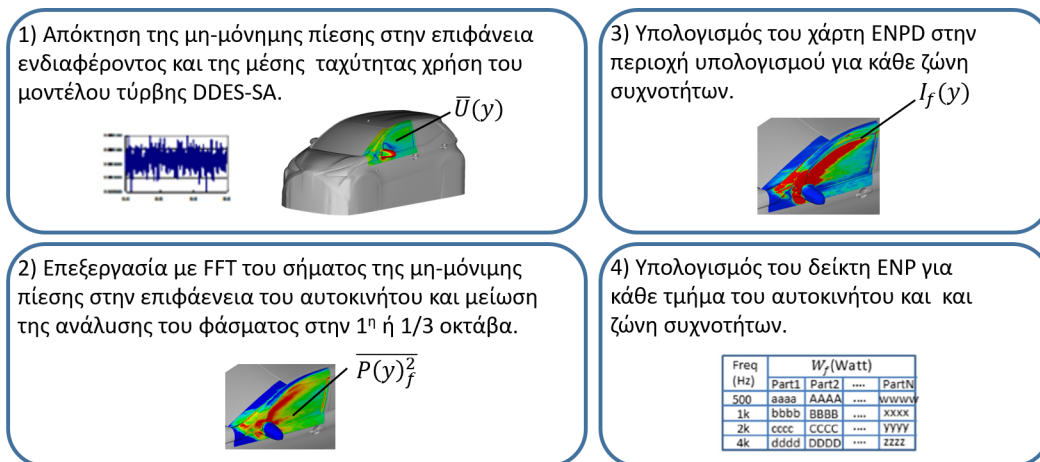 1) Απόκτηση της μη-μόνημης πίεσης στην επιφάνεια
ενδιαφέροντος και της μέσης ταχύτητας χρήση του
μοντέλου τύρβης DDES-SA.
U̅(y)
2) Επεξεργασία με FFT του σήματος της μη-μόνιμης
πίεσης στην επιφάενεια του αυτοκινήτου και μείωση
της ανάλυσης του φάσματος στην 1η ή 1/3 οκτάβα.
\overline{P(y)_f^2}
3) Υπολογισμός του χάρτη ENPD στην
περιοχή υπολογισμού για κάθε ζώνη
συχνοτήτων.
I_f(y)
4) Υπολογισμός του δείκτη ENP για
κάθε τμήμα του αυτοκινήτου και και
ζώνη συχνοτήτων.
Freq (Hz) W_f(Watt)
Part1 Part2 .... PartN
500 aaaa AAAA .... wwww
1k bbbb BBBB .... xxxx
2k cccc CCCC .... yyyy
4k dddd DDDD .... zzzz